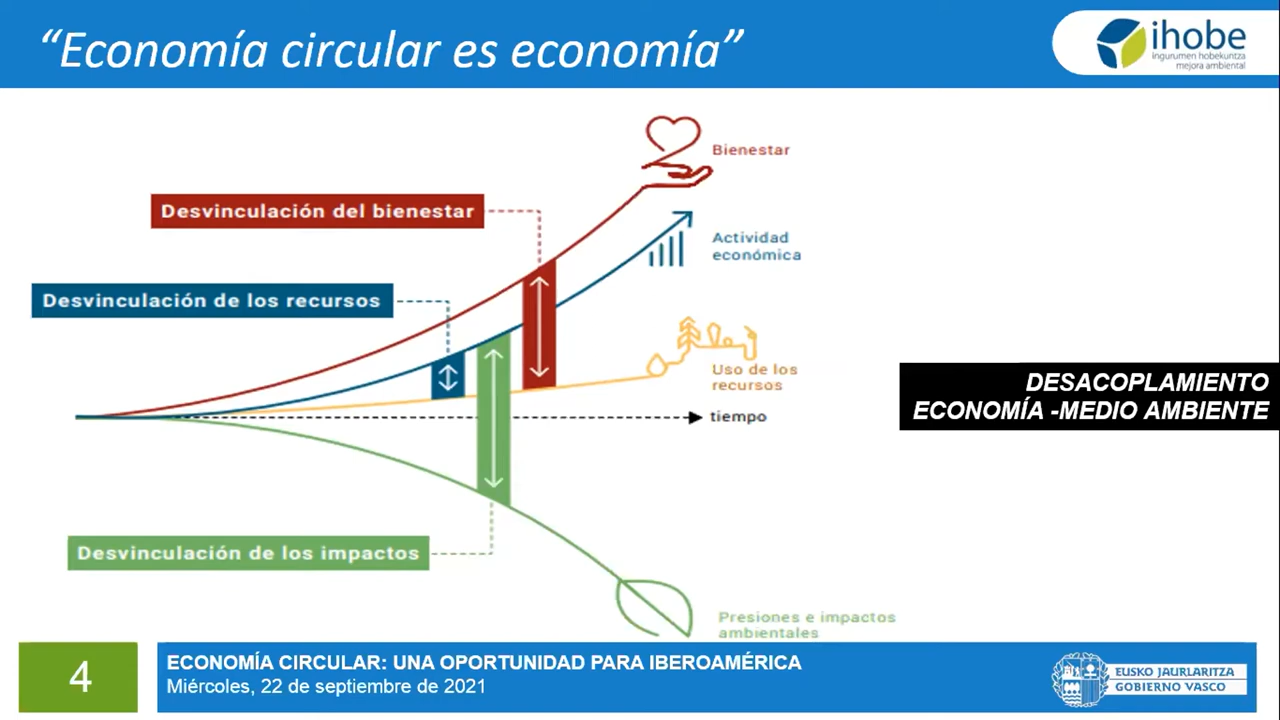 “Economía circular es economía”
ihobe
ingurumen hobekuntza
mejora ambiental
Bienestar
Desvinculación del bienestar
Actividad
económica
Desvinculación de los recursos
Uso de los
recursos
DESACOPLAMIENTO
ECONOMÍA -MEDIO AMBIENTE
tiempo
Desvinculación de los impactos
Presiones e impactos
ambientales
4
ECONOMÍA CIRCULAR: UNA OPORTUNIDAD PARA IBEROAMÉRICA
Miércoles, 22 de septiembre de 2021
EUSKO JAURLARITZA
GOBIERNO VASCO